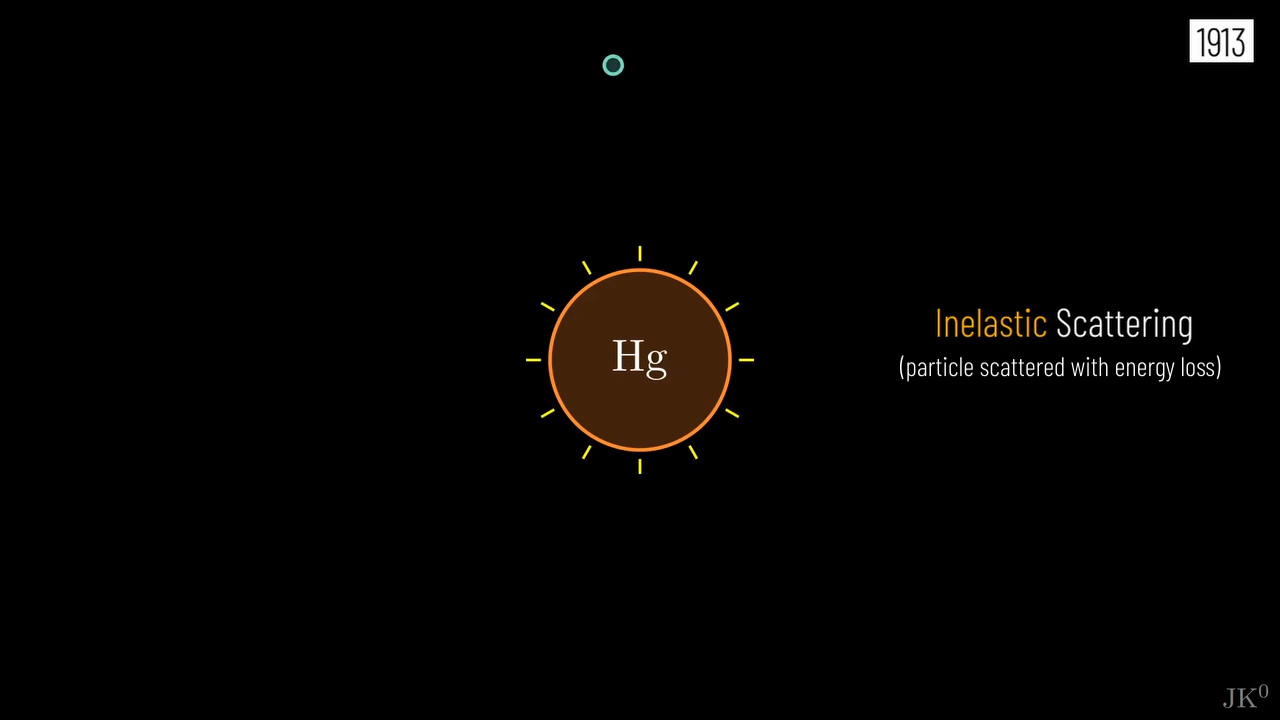 1913
Hg
Inelastic Scattering
(particle scattered with energy loss)
JK⁰